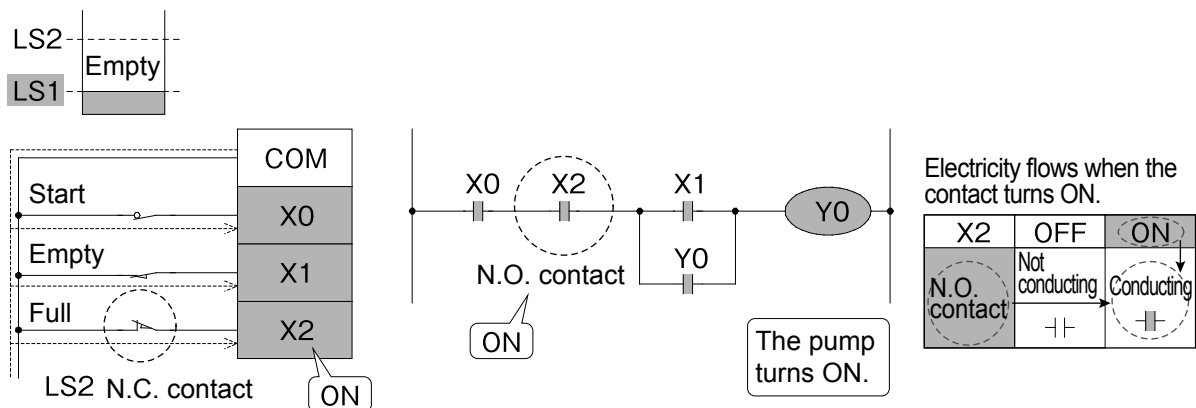 LS2
Empty
LS1
COM
Start
X0
Empty
X1
Full
X2
LS2 N.C. contact
ON
X0
X2
X1
Y0
Y0
N.O. contact
ON
The pump
turns ON.
Electricity flows when the
contact turns ON.
X2
OFF
ON
N.O.
contact
Not
conducting
Conducting